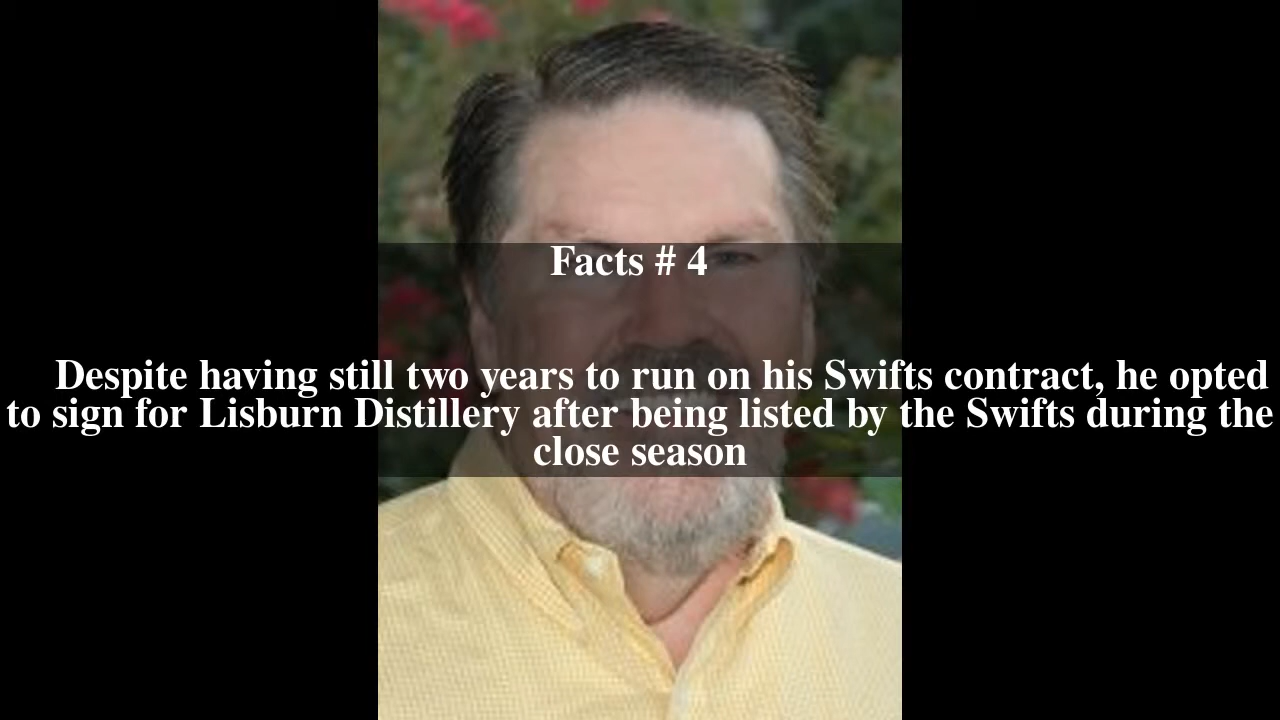 Facts # 4
Despite having still two years to run on his Swifts contract, he opted
to sign for Lisburn Distillery after being listed by the Swifts during the
close season